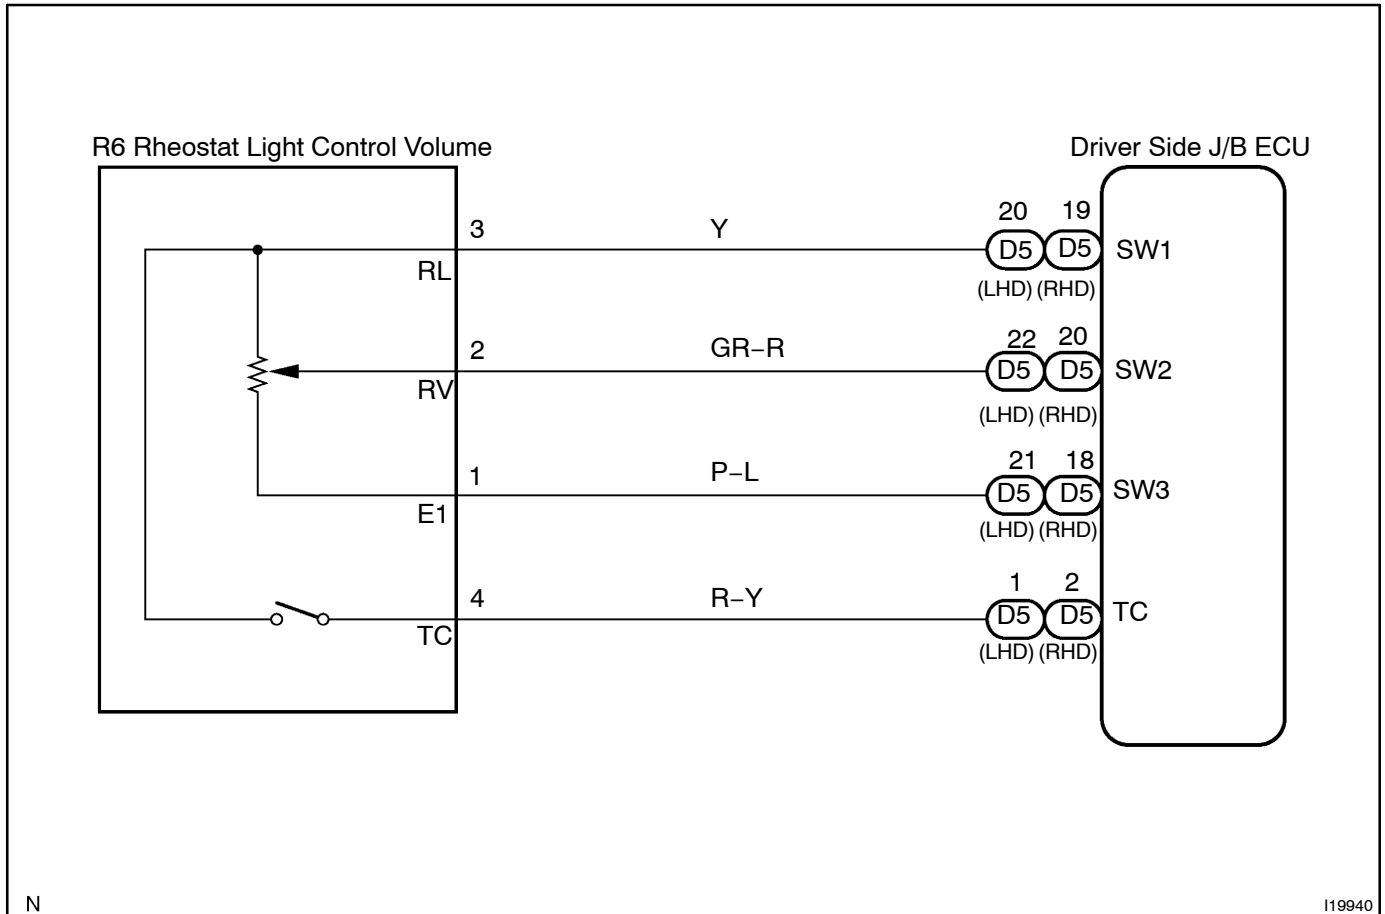 R6 Rheostat Light Control Volume
Driver Side J/B ECU
3 Y 20 19
RL D5 D5 SW1
(LHD) (RHD)
2 GR−R 22 20
RV D5 D5 SW2
(LHD) (RHD)
1 P−L 21 18
E1 D5 D5 SW3
(LHD) (RHD)
4 R−Y 1 2
TC D5 D5 TC
(LHD) (RHD)
N
I19940